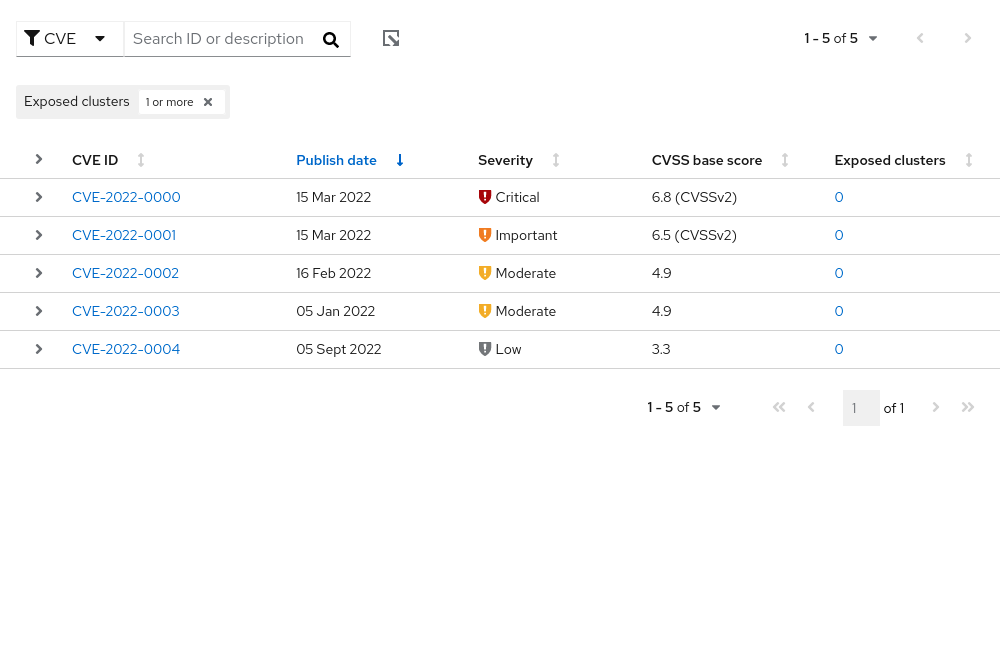 CVE Search ID or description 1 - 5 of 5
Exposed clusters 1 or more
CVE ID Publish date Severity CVSS base score Exposed clusters
CVE-2022-0000 15 Mar 2022 Critical 6.8 (CVSSv2) 0
CVE-2022-0001 15 Mar 2022 Important 6.5 (CVSSv2) 0
CVE-2022-0002 16 Feb 2022 Moderate 4.9 0
CVE-2022-0003 05 Jan 2022 Moderate 4.9 0
CVE-2022-0004 05 Sept 2022 Low 3.3 0
1 - 5 of 5 1 of 1